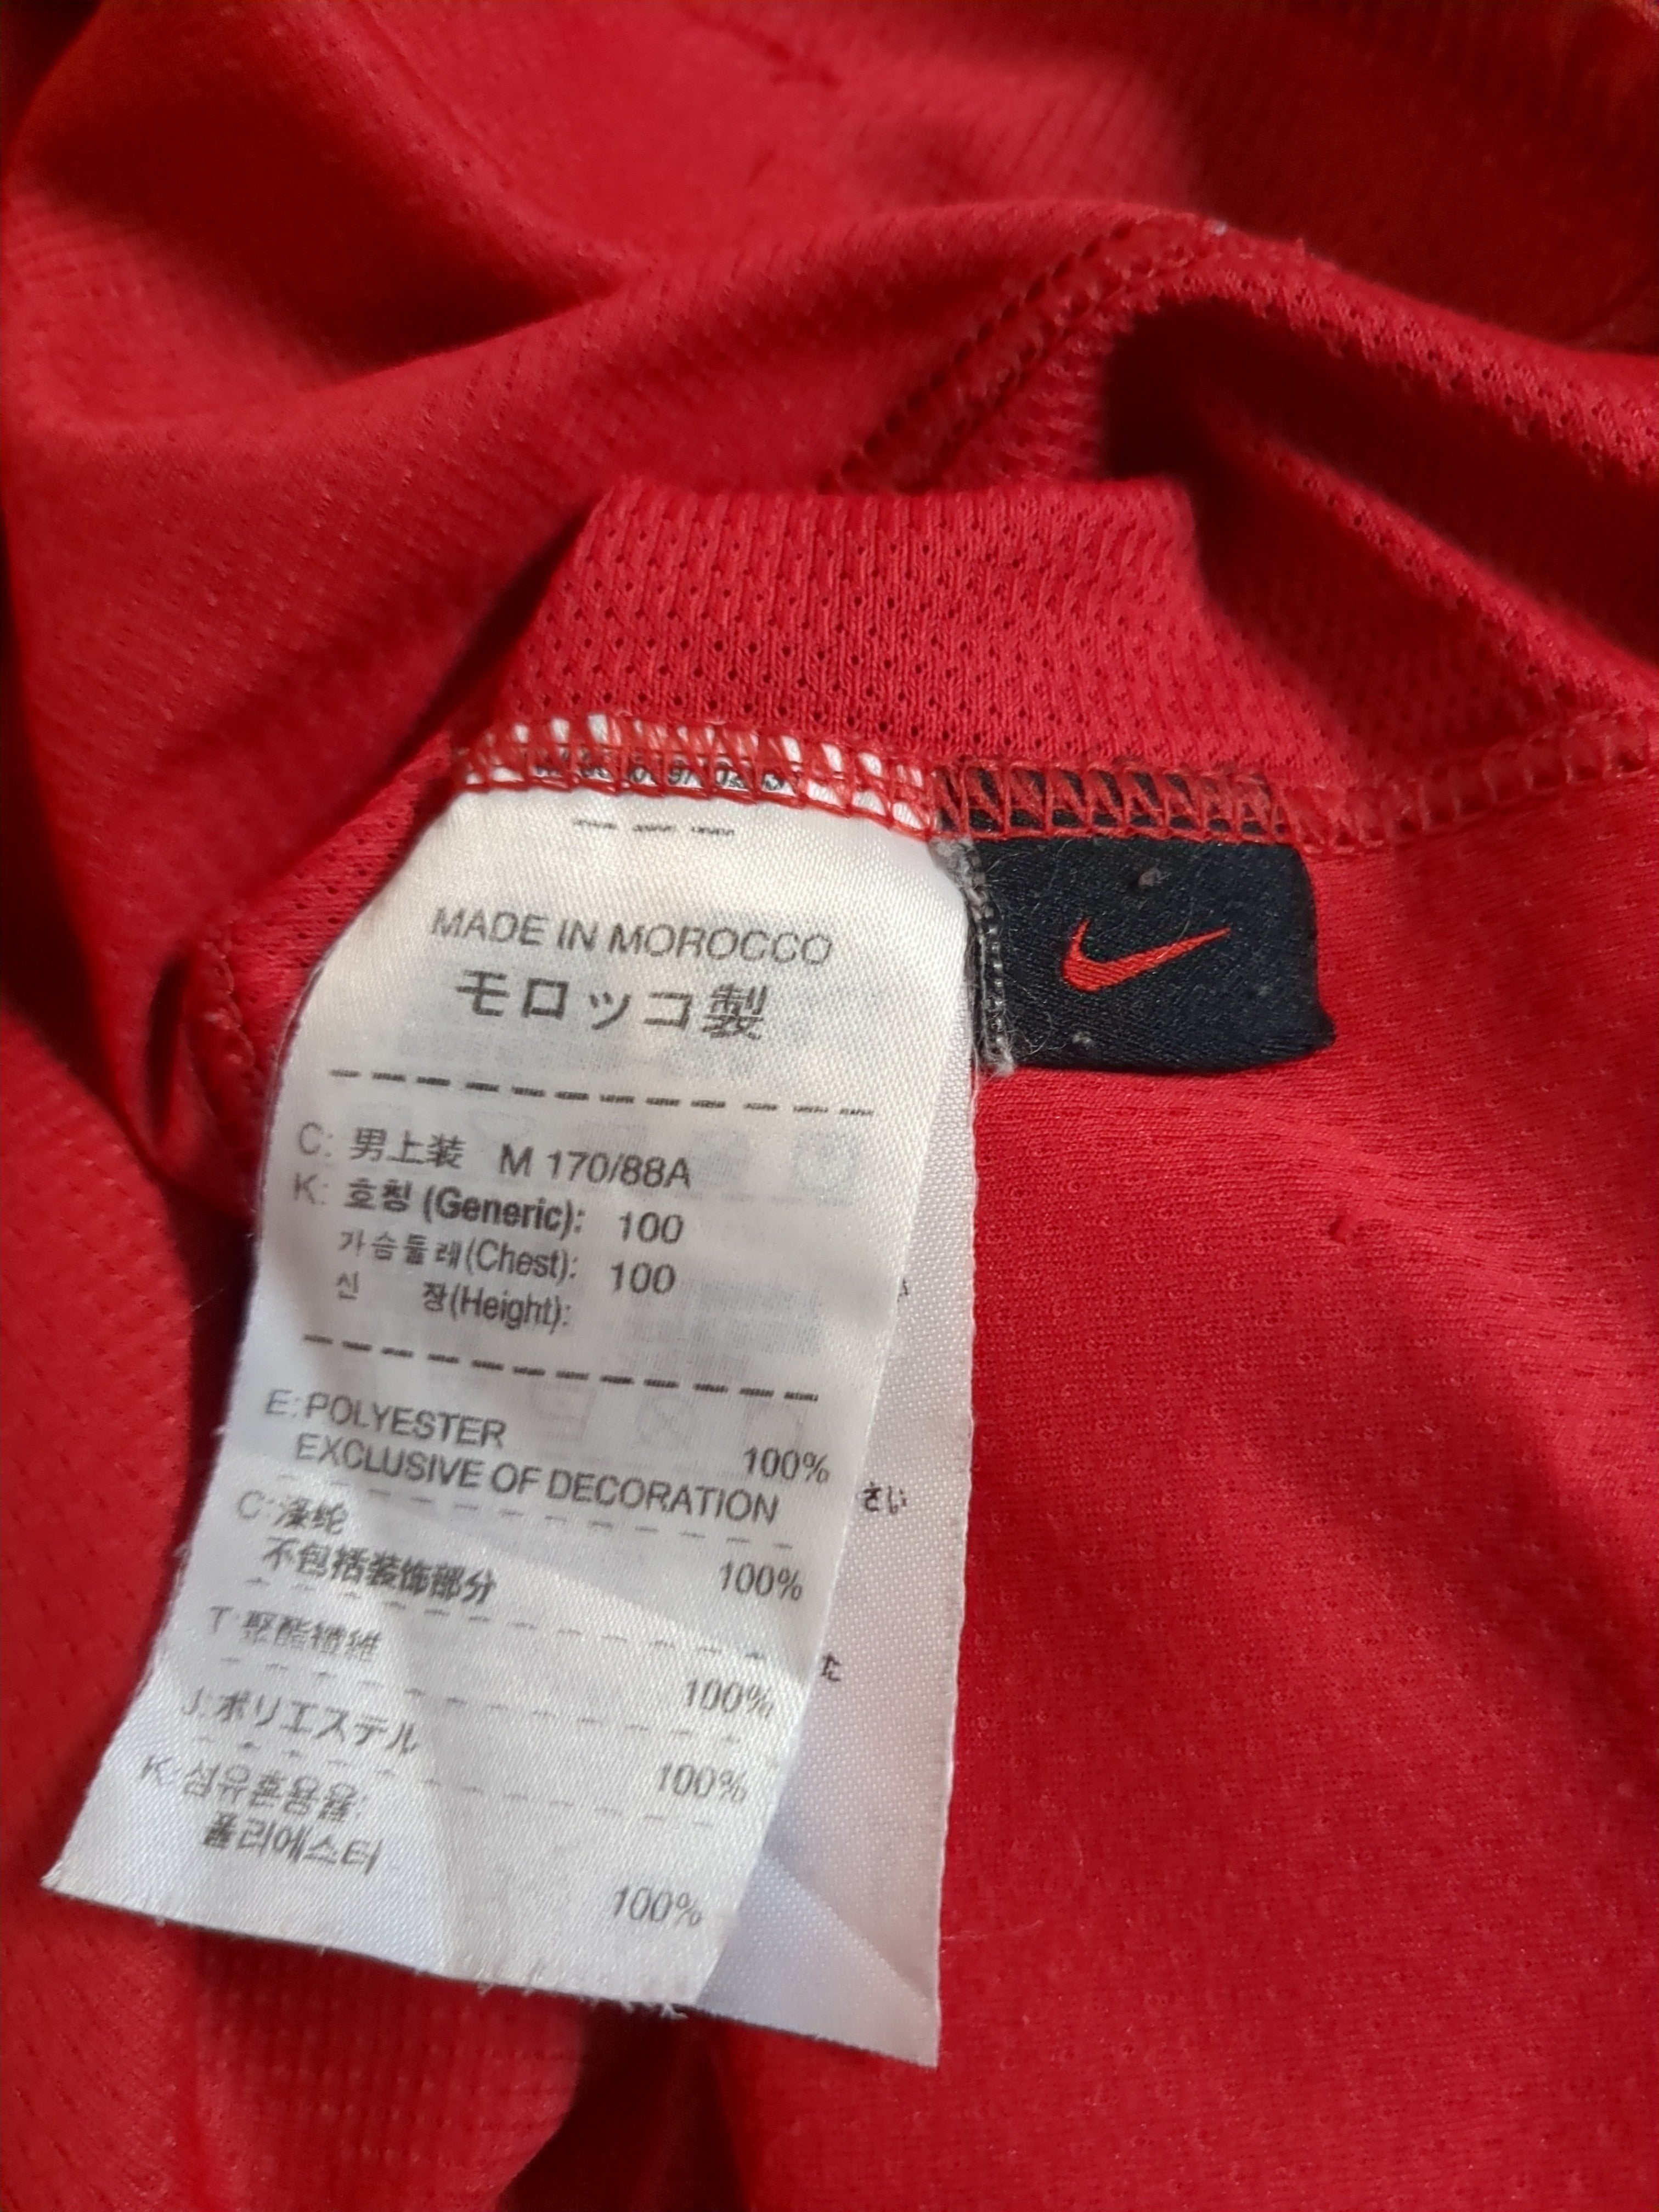 MADE IN MOROCCO
モロッコ製
C: 男上装 M 170/88A
K: 호칭 (Generic): 100
가슴둘레(Chest): 100
신 장(Height):
E: POLYESTER 100%
EXCLUSIVE OF DECORATION
C: 涤纶 100%
不包括装饰部分
T: 聚酯纖維 100%
J: ポリエステル 100%
K: 섬유혼용율:
폴리에스터 100%
さい
た